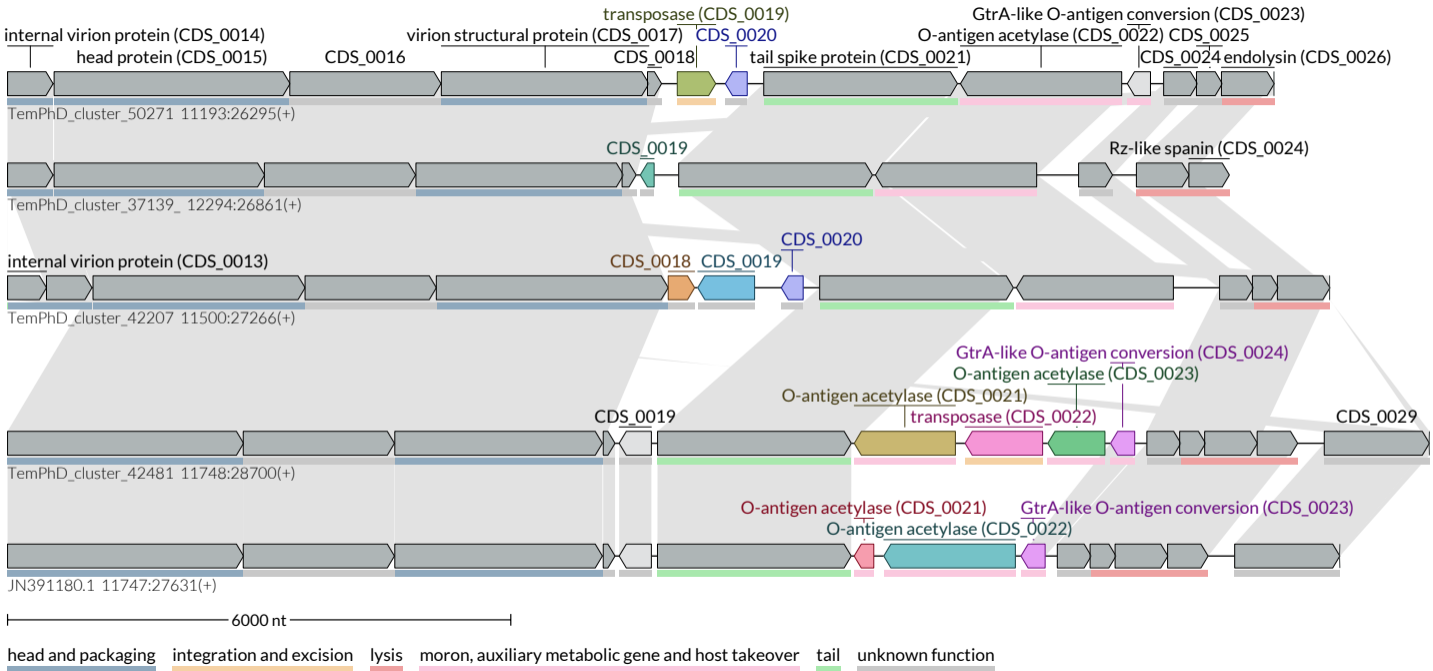 transposase (CDS_0019)
GtrA-like O-antigen conversion (CDS_0023)
internal virion protein (CDS_0014)
virion structural protein (CDS_0017)
CDS_0020
O-antigen acetylase (CDS_0022)
CDS_0025
head protein (CDS_0015)
CDS_0016
CDS_0018
tail spike protein (CDS_0021)
CDS_0024
endolysin (CDS_0026)
TemPhD_cluster_50271 11193:26295(+)
CDS_0019
Rz-like spanin (CDS_0024)
TemPhD_cluster_37139_ 12294:26861(+)
CDS_0020
internal virion protein (CDS_0013)
CDS_0018
CDS_0019
TemPhD_cluster_42207 11500:27266(+)
GtrA-like O-antigen conversion (CDS_0024)
O-antigen acetylase (CDS_0023)
O-antigen acetylase (CDS_0021)
CDS_0019
transposase (CDS_0022)
CDS_0029
TemPhD_cluster_42481 11748:28700(+)
O-antigen acetylase (CDS_0021)
GtrA-like O-antigen conversion (CDS_0023)
O-antigen acetylase (CDS_0022)
JN391180.1 11747:27631(+)
6000 nt
head and packaging
integration and excision
lysis
moron, auxiliary metabolic gene and host takeover
tail
unknown function